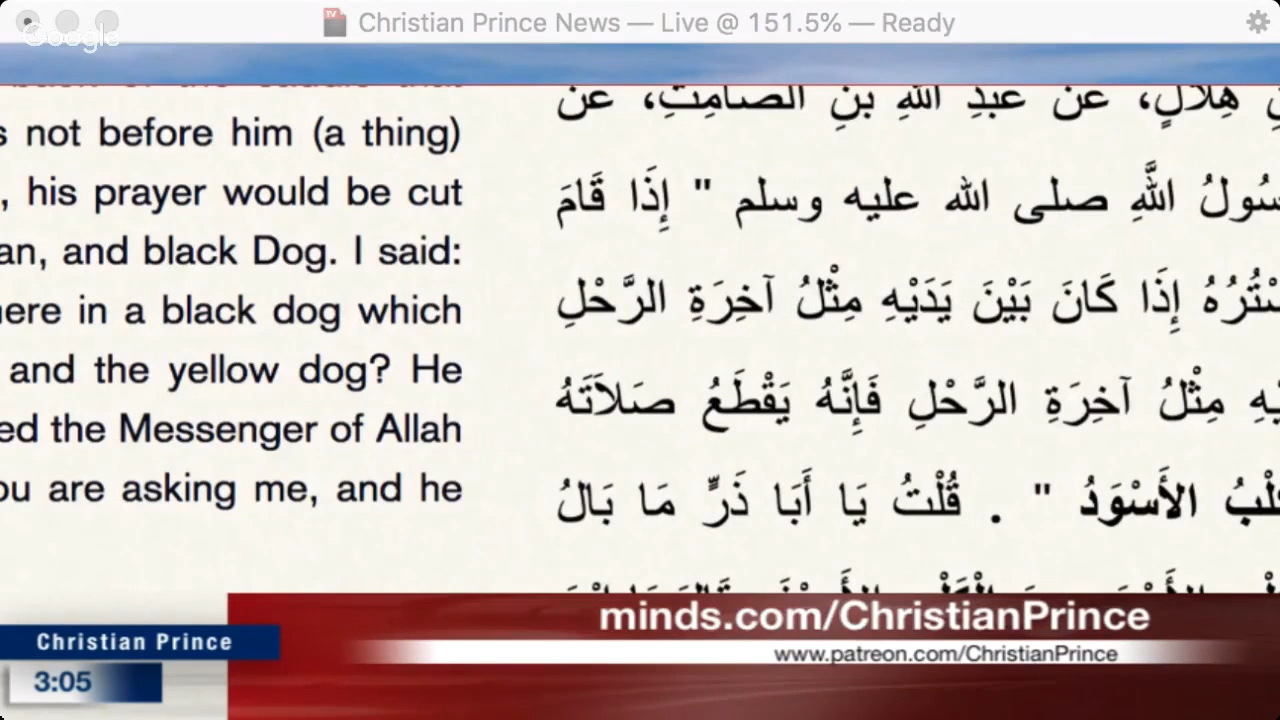 Christian Prince News — Live @ 151.5% — Ready
Google
s not before him (a thing)
, his prayer would be cut
an, and black Dog. I said:
here in a black dog which
and the yellow dog? He
ed the Messenger of Allah
ou are asking me, and he
هِلاَلٍ، عَنْ عَبْدِ اللَّهِ بْنِ الصَّامِتِ، عَنْ
سُولُ اللَّهِ صلى الله عليه وسلم " إِذَا قَامَ
سْتُرُهُ إِذَا كَانَ بَيْنَ يَدَيْهِ مِثْلُ آخِرَةِ الرَّحْلِ
يْهِ مِثْلُ آخِرَةِ الرَّحْلِ فَإِنَّهُ يَقْطَعُ صَلاَتَهُ
كَلْبُ الأَسْوَدُ " . قُلْتُ يَا أَبَا ذَرٍّ مَا بَالُ
minds.com/ChristianPrince
www.patreon.com/ChristianPrince
Christian Prince
3:05